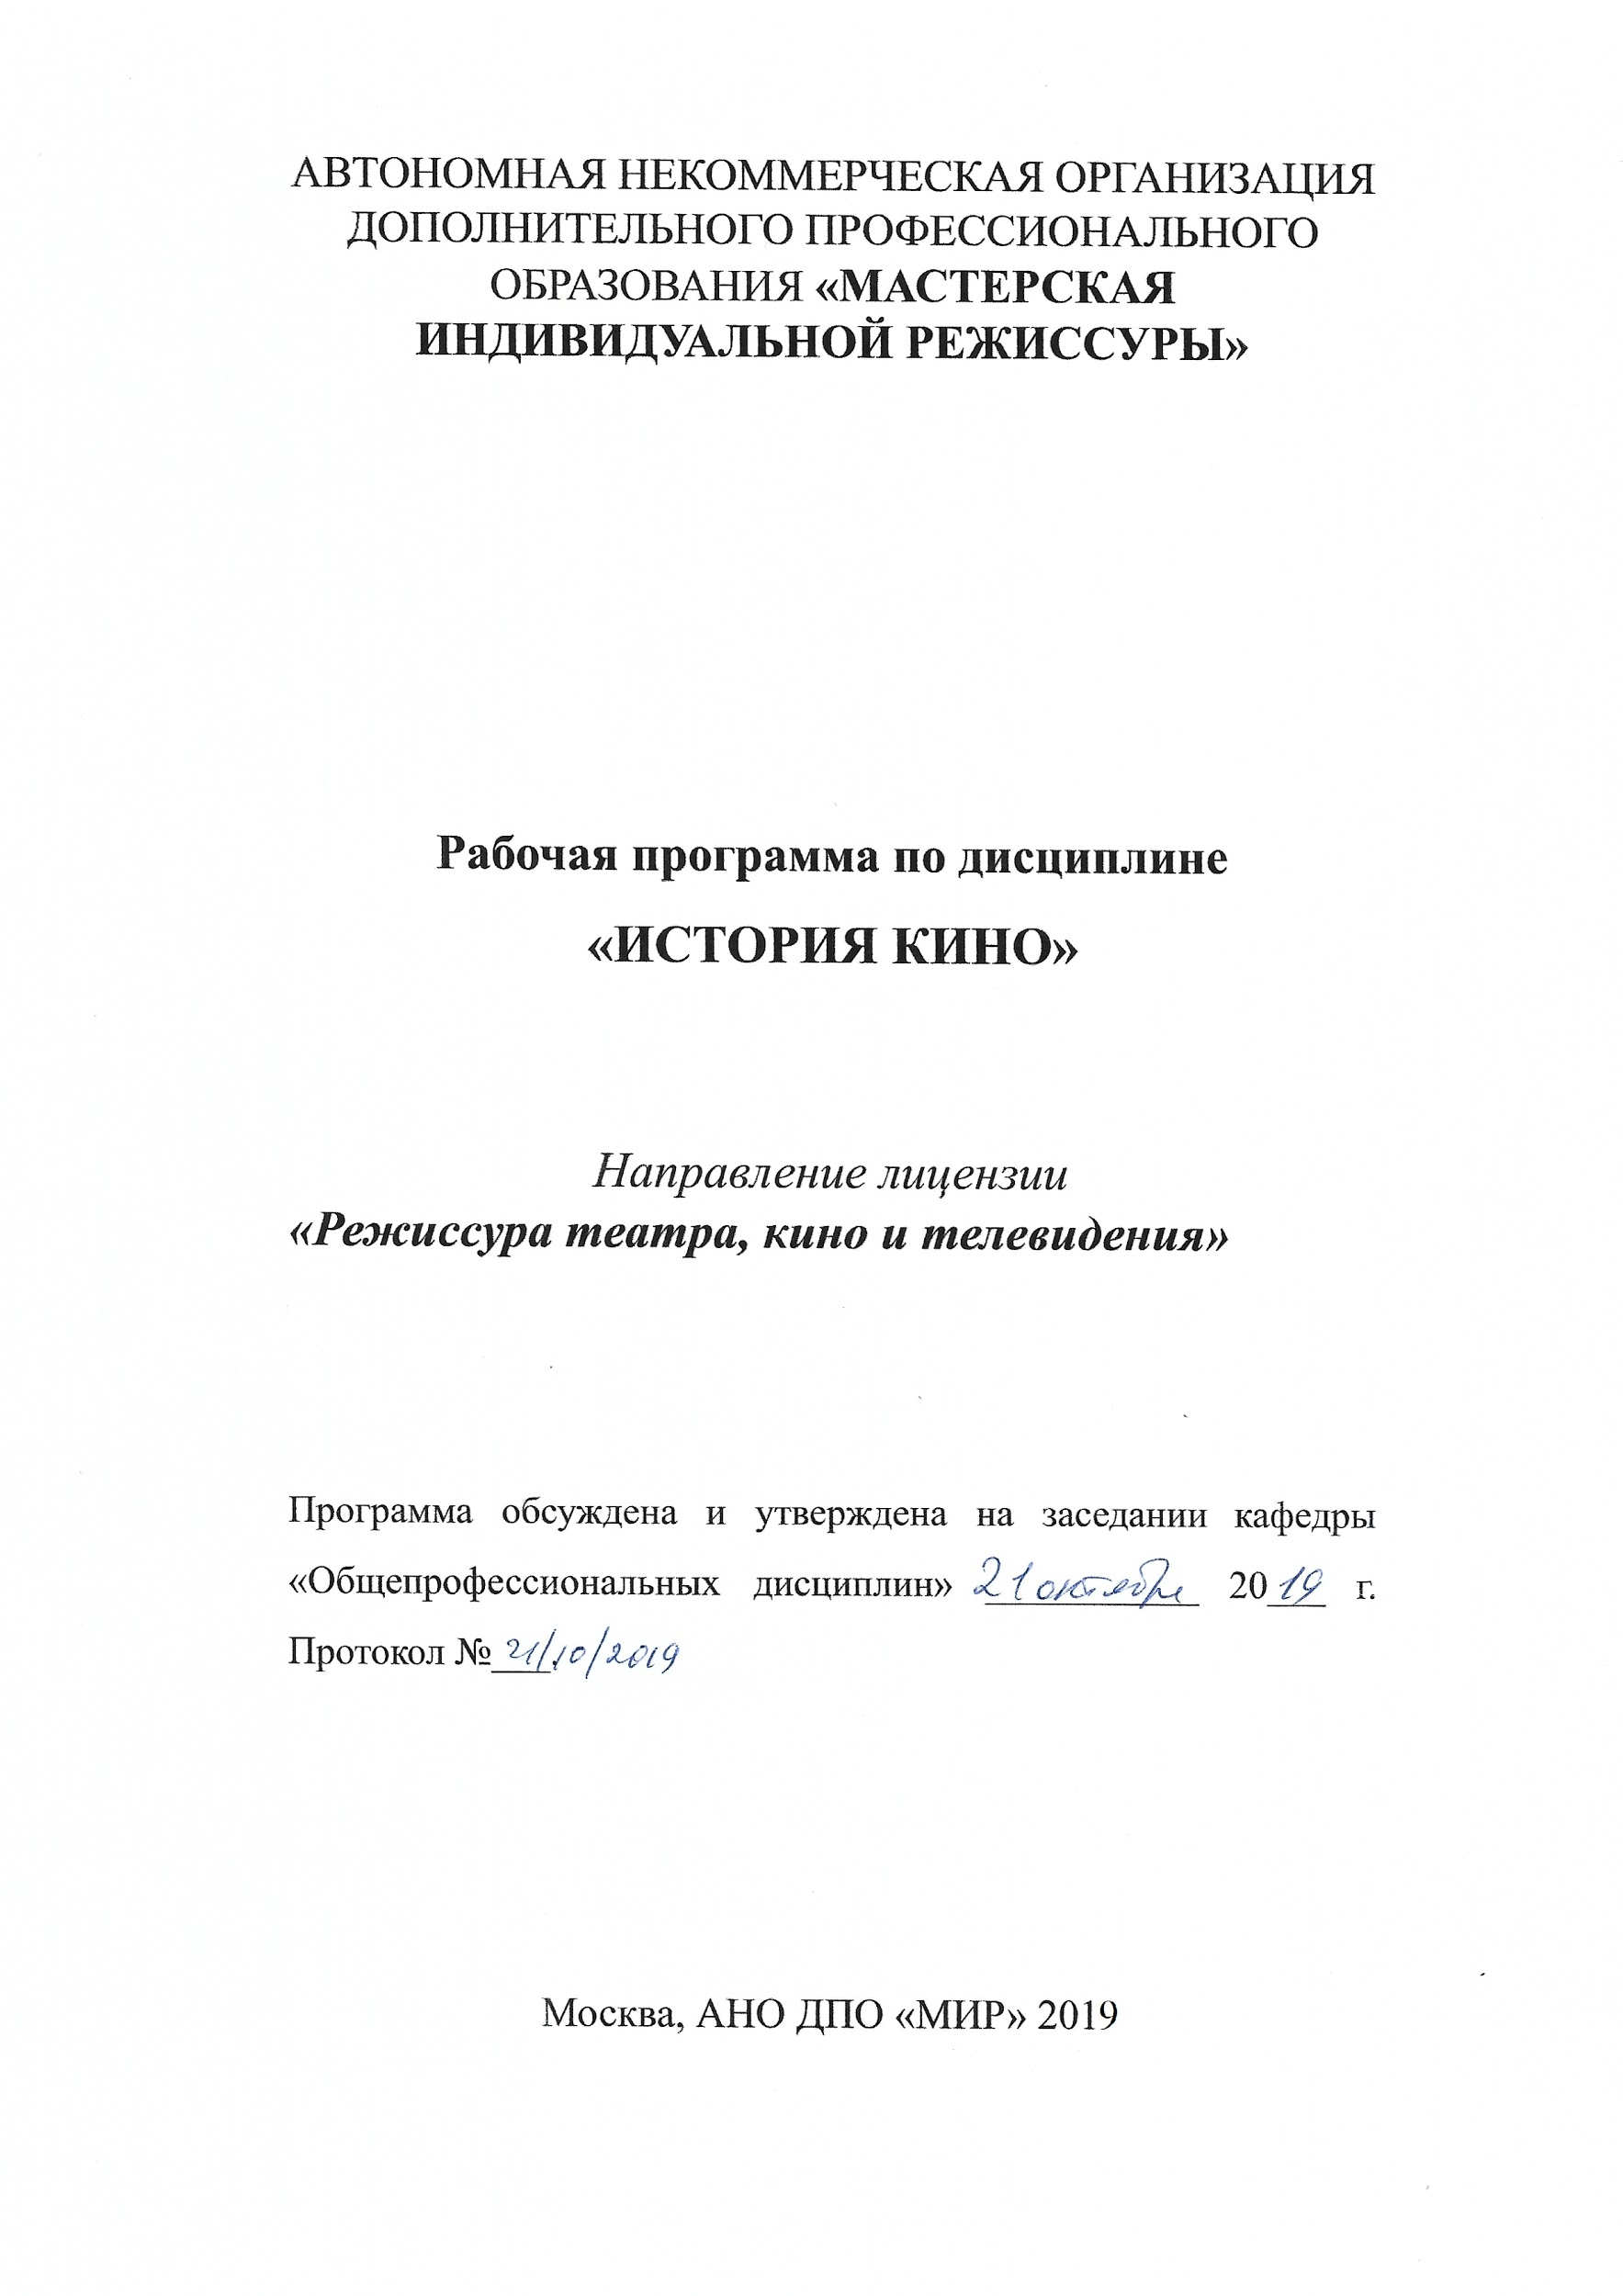 АВТОНОМНАЯ НЕКОММЕРЧЕСКАЯ ОРГАНИЗАЦИЯ
ДОПОЛНИТЕЛЬНОГО ПРОФЕССИОНАЛЬНОГО
ОБРАЗОВАНИЯ «МАСТЕРСКАЯ
ИНДИВИДУАЛЬНОЙ РЕЖИССУРЫ»
Рабочая программа по дисциплине
«ИСТОРИЯ КИНО»
Направление лицензии
«Режиссура театра, кино и телевидения»
Программа обсуждена и утверждена на заседании кафедры
«Общепрофессиональных дисциплин» 21 октября 2019 г.
Протокол № 21/10/2019
Москва, АНО ДПО «МИР» 2019